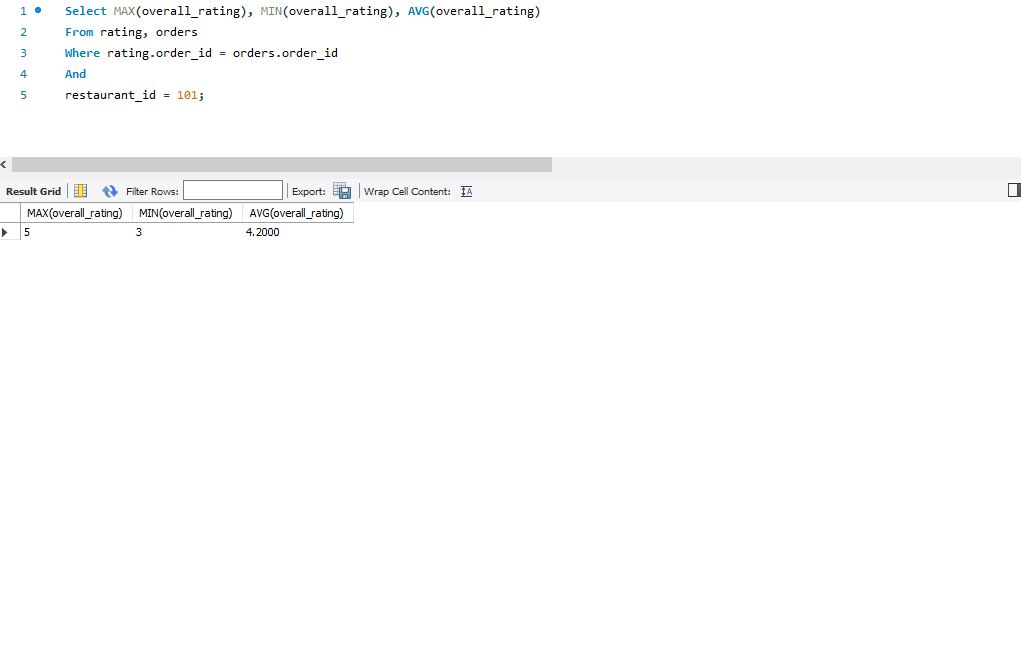 1 Select MAX(overall_rating), MIN(overall_rating), AVG(overall_rating)
2 From rating, orders
3 Where rating.order_id = orders.order_id
4 And
5 restaurant_id = 101;
Result Grid Filter Rows: Export: Wrap Cell Content: IA
MAX(overall_rating) MIN(overall_rating) AVG(overall_rating)
5 3 4.2000